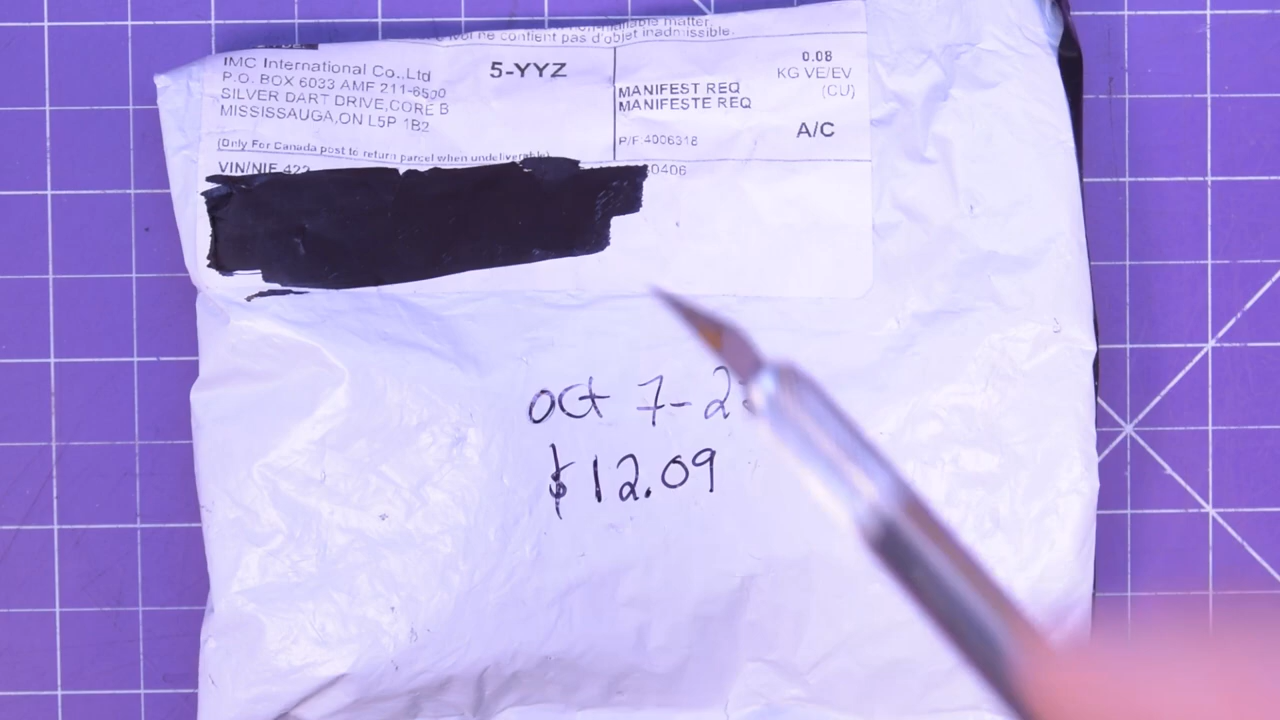 matter.
ne contient pas d'objet inadmissible.
IMC International Co.,Ltd
P.O. BOX 6033 AMF 211-6500
SILVER DART DRIVE,CORE B
MISSISSAUGA,ON L5P 1B2
(Only For Canada post to return parcel when undeliverable)
5-YYZ
MANIFEST REQ
MANIFESTE REQ
P/F:4006318
0.08
KG VE/EV
(CU)
A/C
VIN/NIF 422
0406
Oct 7-2
$12.09